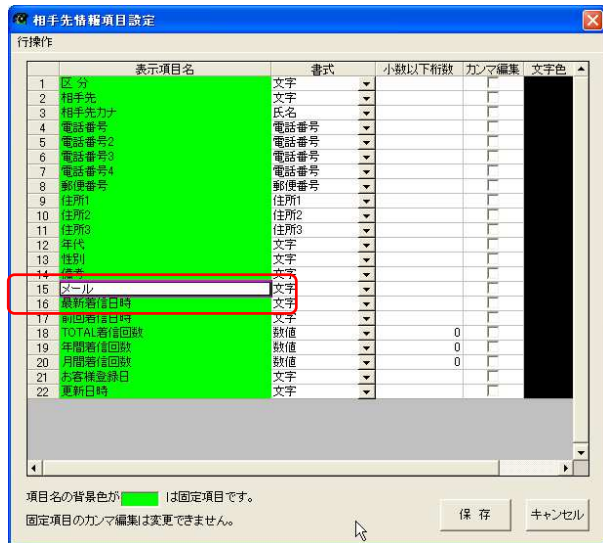 相手先情報項目設定
行操作
表示項目名 書式 小数以下桁数 カンマ編集 文字色
1 区分 文字
2 相手先 文字
3 相手先カナ 氏名
4 電話番号 電話番号
5 電話番号2 電話番号
6 電話番号3 電話番号
7 電話番号4 電話番号
8 郵便番号 郵便番号
9 住所1 住所1
10 住所2 住所2
11 住所3 住所3
12 年代 文字
13 性別 文字
14 備考 文字
15 メール 文字
16 最新着信日時 文字
17 前回着信日時 文字
18 TOTAL着信回数 数値 0
19 年間着信回数 数値 0
20 月間着信回数 数値 0
21 お客様登録日 文字
22 更新日時 文字
項目名の背景色が は固定項目です。
固定項目のカンマ編集は変更できません。
保存 キャンセル